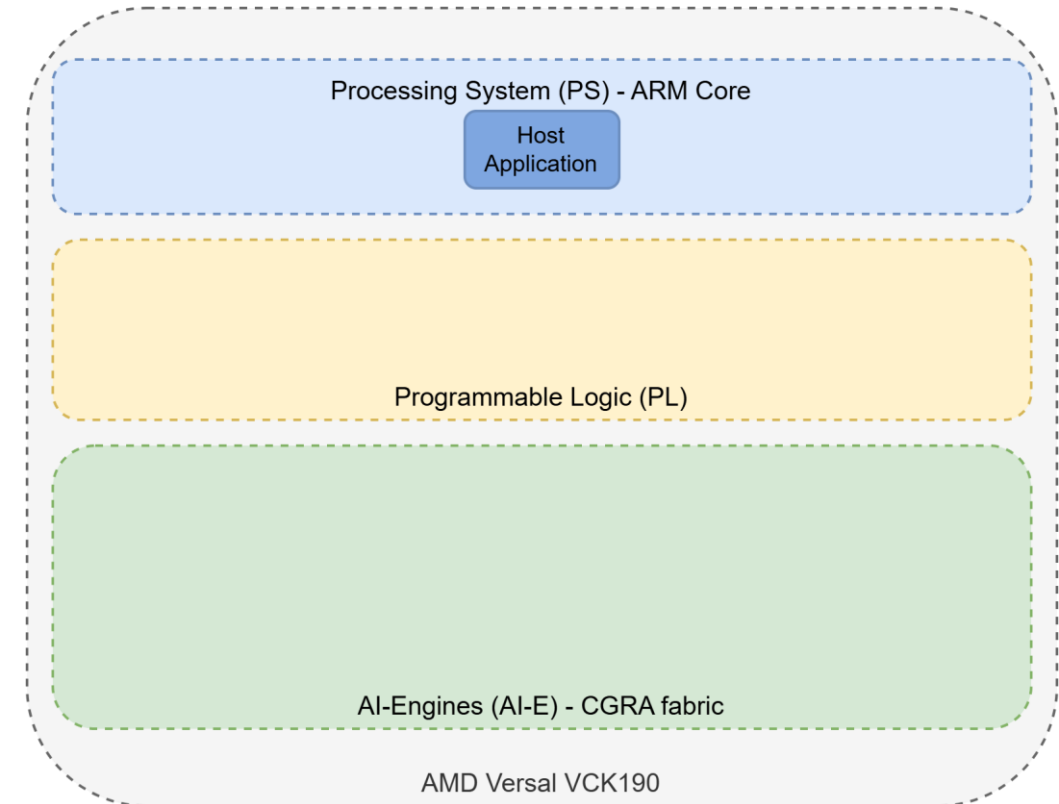 Processing System (PS) - ARM Core
Host
Application
Programmable Logic (PL)
AI-Engines (AI-E) - CGRA fabric
AMD Versal VCK190